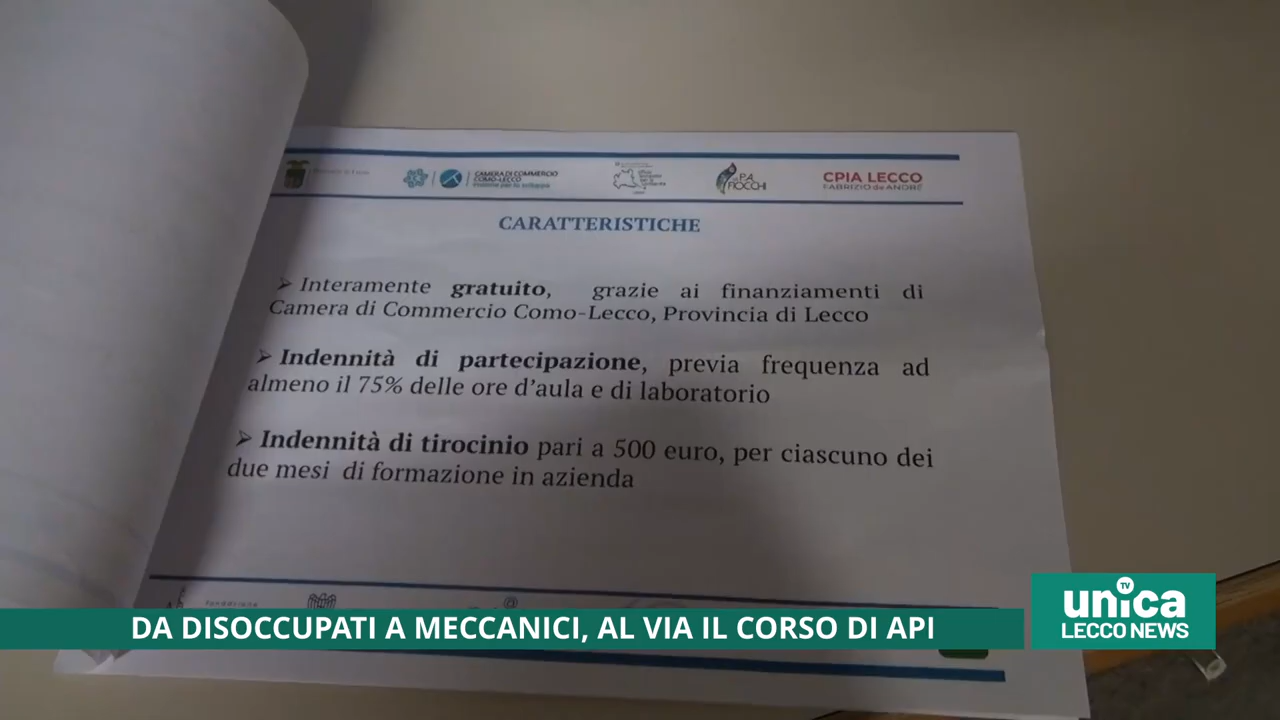 CAMERA DI COMMERCIO
COMO-LECCO
P.A.
FIOCCHI
CPIA LECCO
FABRIZIO de ANDRÉ
CARATTERISTICHE
➢ Interamente gratuito, grazie ai finanziamenti di
Camera di Commercio Como-Lecco, Provincia di Lecco
➢ Indennità di partecipazione, previa frequenza ad
almeno il 75% delle ore d'aula e di laboratorio
➢ Indennità di tirocinio pari a 500 euro, per ciascuno dei
due mesi di formazione in azienda
DA DISOCCUPATI A MECCANICI, AL VIA IL CORSO DI API
TV
unica
LECCO NEWS